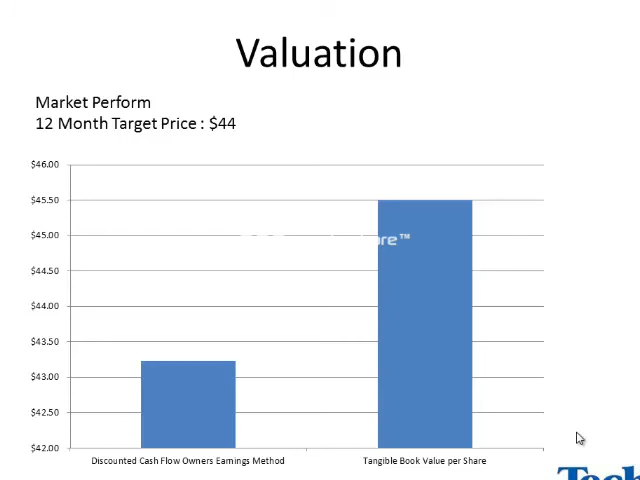 Valuation
Market Perform
12 Month Target Price : $44
$46.00
$45.50
$45.00
$44.50
$44.00
$43.50
$43.00
$42.50
$42.00
Discounted Cash Flow Owners Earnings Method
Tangible Book Value per Share